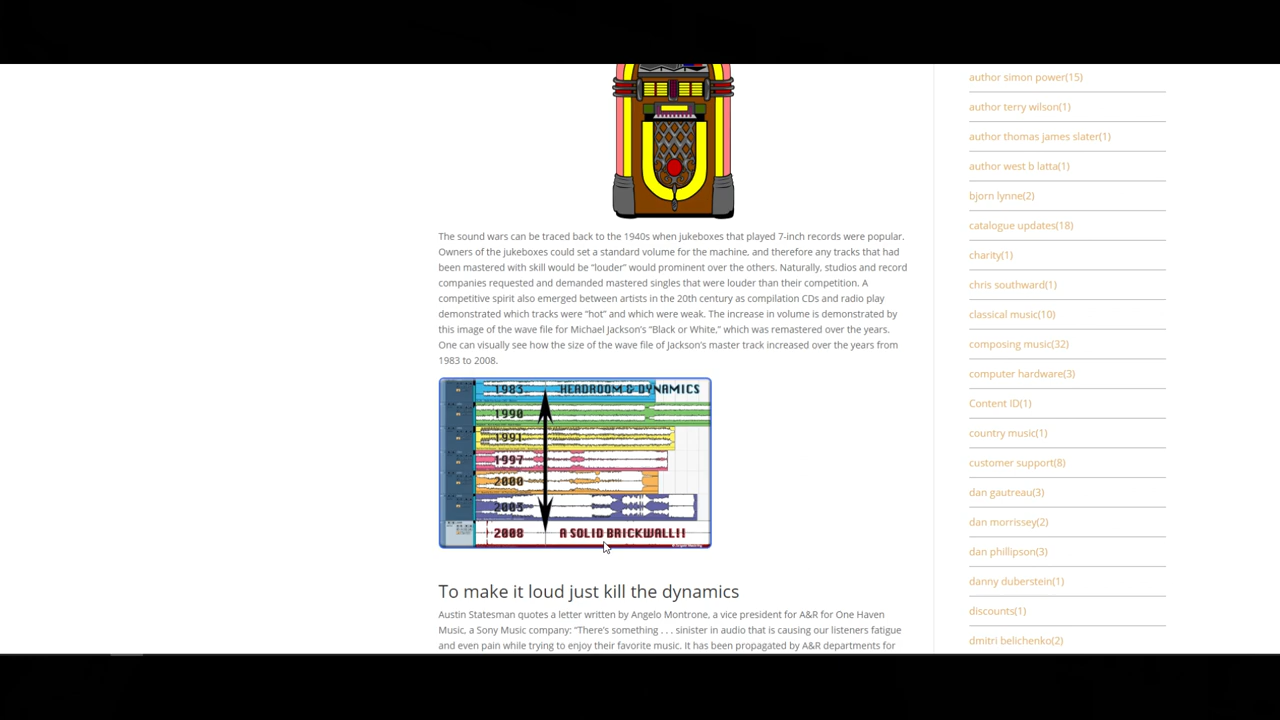 The sound wars can be traced back to the 1940s when jukeboxes that played 7-inch records were popular.
Owners of the jukeboxes could set a standard volume for the machine, and therefore any tracks that had
been mastered with skill would be “louder” would prominent over the others. Naturally, studios and record
companies requested and demanded mastered singles that were louder than their competition. A
competitive spirit also emerged between artists in the 20th century as compilation CDs and radio play
demonstrated which tracks were “hot” and which were weak. The increase in volume is demonstrated by
this image of the wave file for Michael Jackson’s “Black or White,” which was remastered over the years.
One can visually see how the size of the wave file of Jackson’s master track increased over the years from
1983 to 2008.
1983 HEADROOM & DYNAMICS
1990
1991
1997
2000
2003
2008 A SOLID BRICKWALL!!
To make it loud just kill the dynamics
Austin Statesman quotes a letter written by Angelo Montrone, a vice president for A&R for One Haven
Music, a Sony Music company: “There’s something . . . sinister in audio that is causing our listeners fatigue
and even pain while trying to enjoy their favorite music. It has been propagated by A&R departments for
author simon power(15)
author terry wilson(1)
author thomas james slater(1)
author west b latta(1)
bjorn lynne(2)
catalogue updates(18)
charity(1)
chris southward(1)
classical music(10)
composing music(32)
computer hardware(3)
Content ID(1)
country music(1)
customer support(8)
dan gautreau(3)
dan morrissey(2)
dan phillipson(3)
danny duberstein(1)
discounts(1)
dmitri belichenko(2)